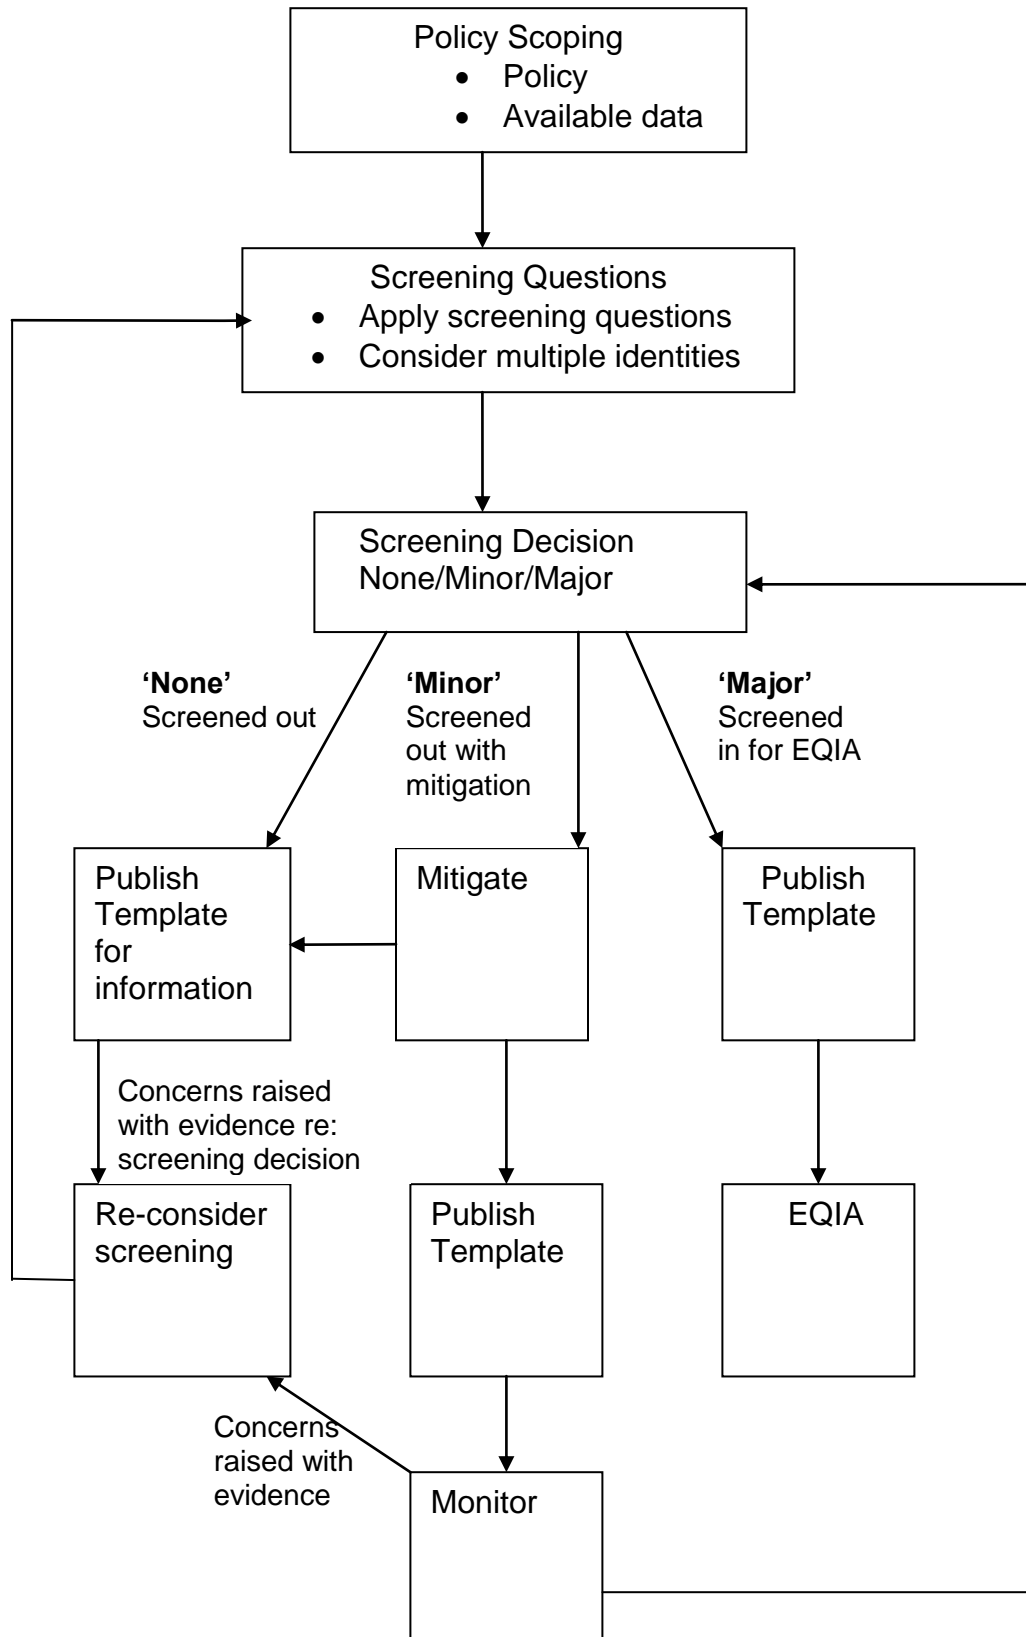 Policy Scoping
• Policy
• Available data
Screening Questions
• Apply screening questions
• Consider multiple identities
Screening Decision
None/Minor/Major
‘None’
Screened out
‘Minor’
Screened
out with
mitigation
‘Major’
Screened
in for EQIA
Publish
Template
for
information
Mitigate
Publish
Template
Concerns raised
with evidence re:
screening decision
Re-consider
screening
Publish
Template
EQIA
Concerns
raised with
evidence
Monitor